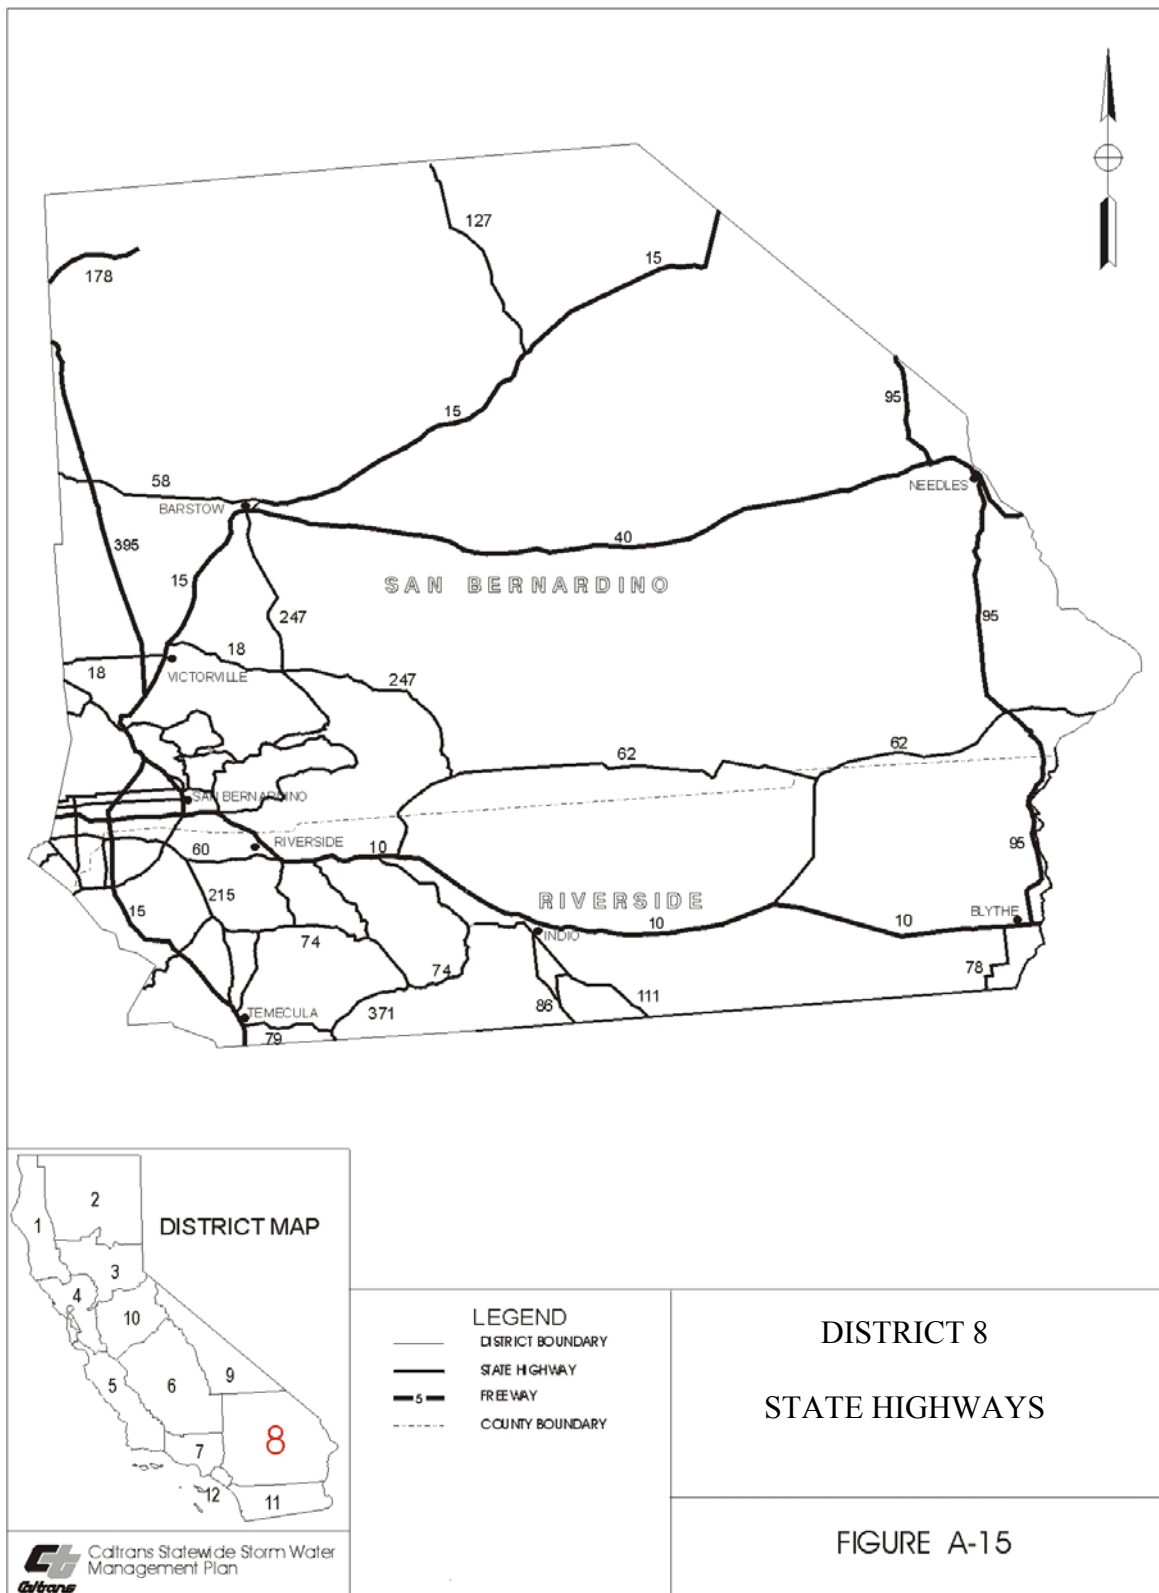 127
15
178
95
15
58
NEEDLES
BARSTOW
40
395
15
SAN BERNARDINO
247
95
18
18
VICTORVILLE
247
62
62
SAN BERNARDINO
RIVERSIDE
60
10
95
215
RIVERSIDE
15
BLYTHE
10
10
INDIO
74
74
78
111
86
TEMECULA
371
79
2
1
DISTRICT MAP
3
4
10
9
5
6
8
7
12
11
LEGEND
DISTRICT BOUNDARY
STATE HIGHWAY
5 FREEWAY
COUNTY BOUNDARY
DISTRICT 8
STATE HIGHWAYS
FIGURE A-15
ct
Caltrans
Caltrans Statewide Storm Water
Management Plan